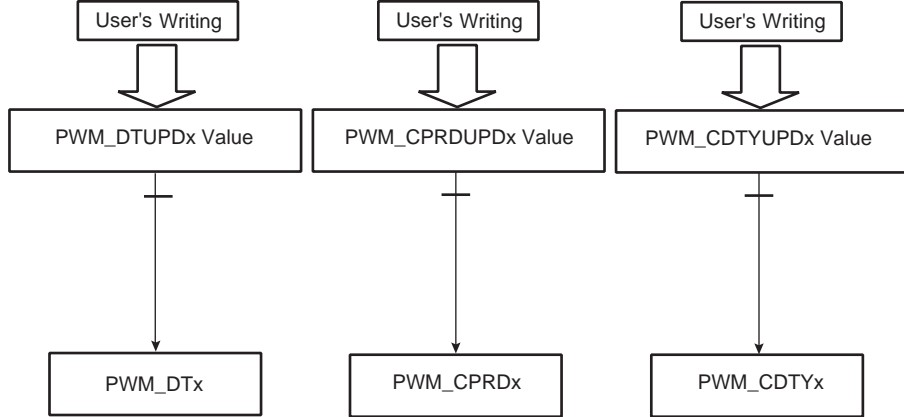 User's Writing
User's Writing
User's Writing
PWM_DTUPDx Value
PWM_CPRDUPDx Value
PWM_CDTYUPDx Value
PWM_DTx
PWM_CPRDx
PWM_CDTYx